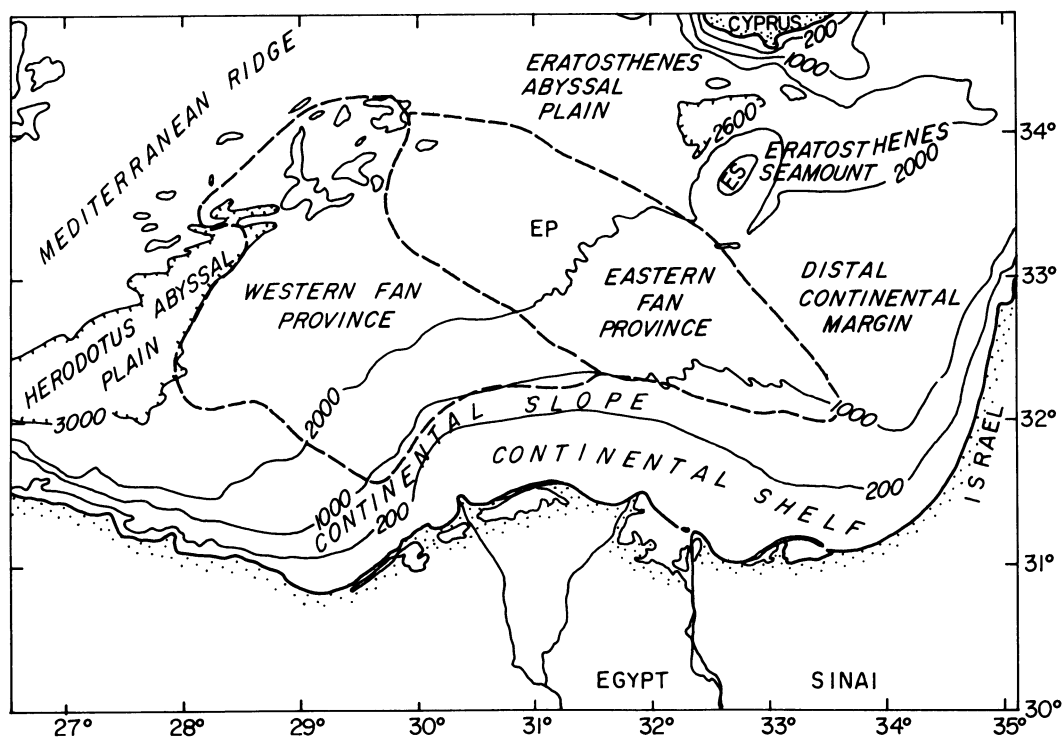 CYPRUS
200
1000
MEDITERRANEAN RIDGE
ERATOSTHENES
ABYSSAL
PLAIN
2600
34°
ERATOSTHENES
SEAMOUNT
ES
2000
EP
33°
HERODOTUS ABYSSAL
PLAIN
WESTERN FAN
PROVINCE
EASTERN
FAN
PROVINCE
DISTAL
CONTINENTAL
MARGIN
3000
2000
1000
32°
CONTINENTAL SLOPE
CONTINENTAL SHELF
ISRAEL
1000
200
200
31°
EGYPT
SINAI
30°
27° 28° 29° 30° 31° 32° 33° 34° 35°